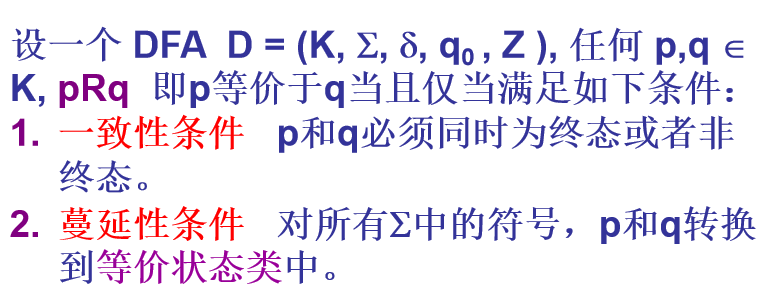 设一个 DFA D = (K, Σ, δ, q₀ , Z ), 任何 p,q ∈
K, pRq 即p等价于q当且仅当满足如下条件：
1. 一致性条件 p和q必须同时为终态或者非
终态。
2. 蔓延性条件 对所有Σ中的符号，p和q转换
到等价状态类中。